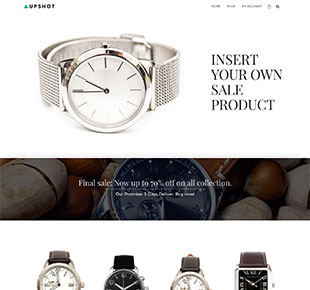 UPSHOT
HOME SHOP MY ACCOUNT
INSERT
YOUR OWN
SALE
PRODUCT
Final sale: Now up to 70% off on all collection.
Our Promise: 3 Days Deliver. Buy now!